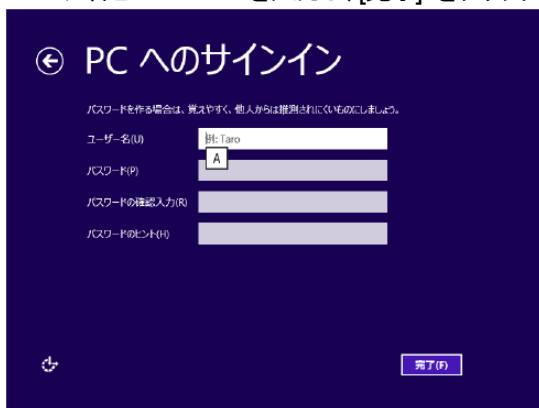 PC へのサインイン
パスワードを作る場合は、覚えやすく、他人からは推測されにくいものにしましょう。
ユーザー名(U)
例: Taro
A
パスワード(P)
パスワードの確認入力(R)
パスワードのヒント(H)
完了(F)